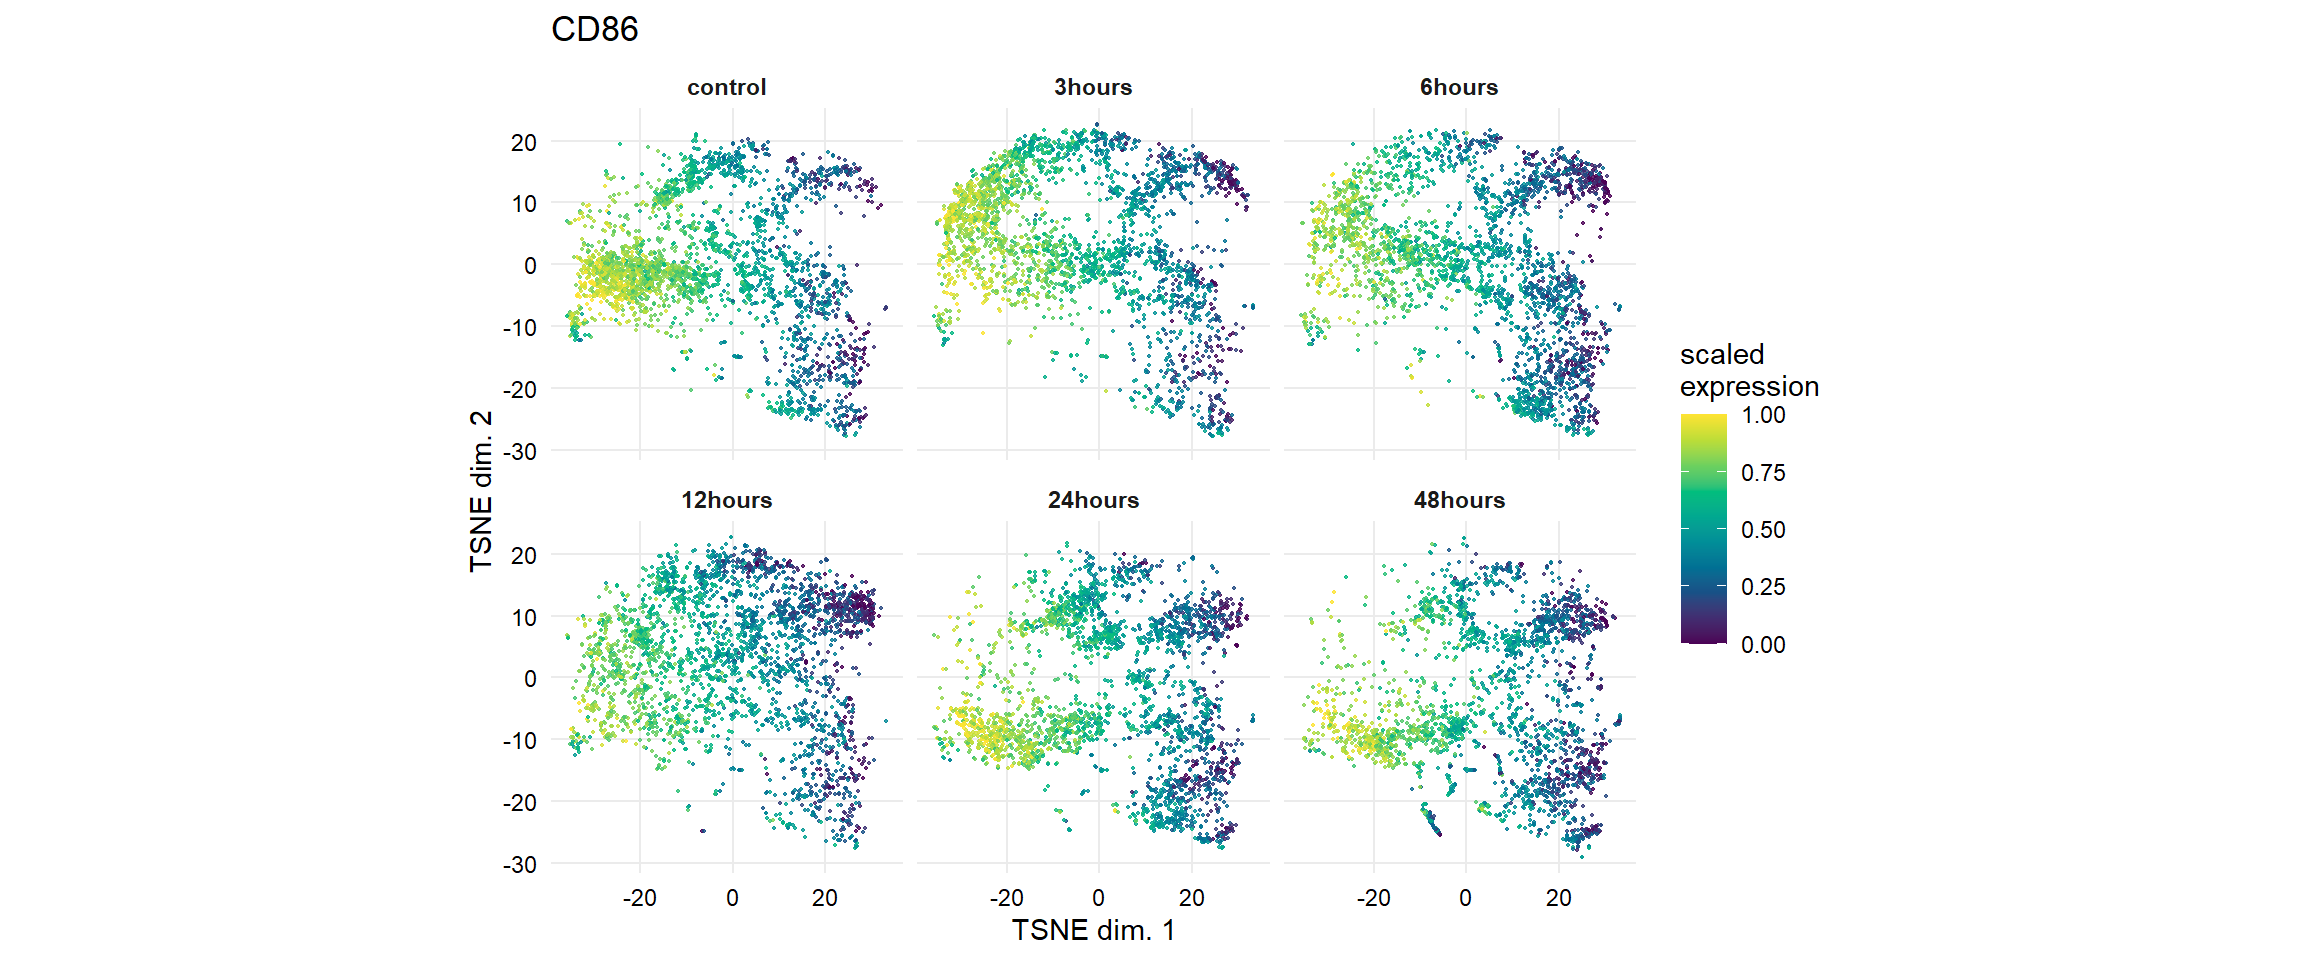 CD86
control
3hours
6hours
20
10
0
-10
-20
-30
12hours
24hours
48hours
20
10
0
-10
-20
-30
-20 0 20
-20 0 20
-20 0 20
TSNE dim. 1
TSNE dim. 2
scaled
expression
1.00
0.75
0.50
0.25
0.00